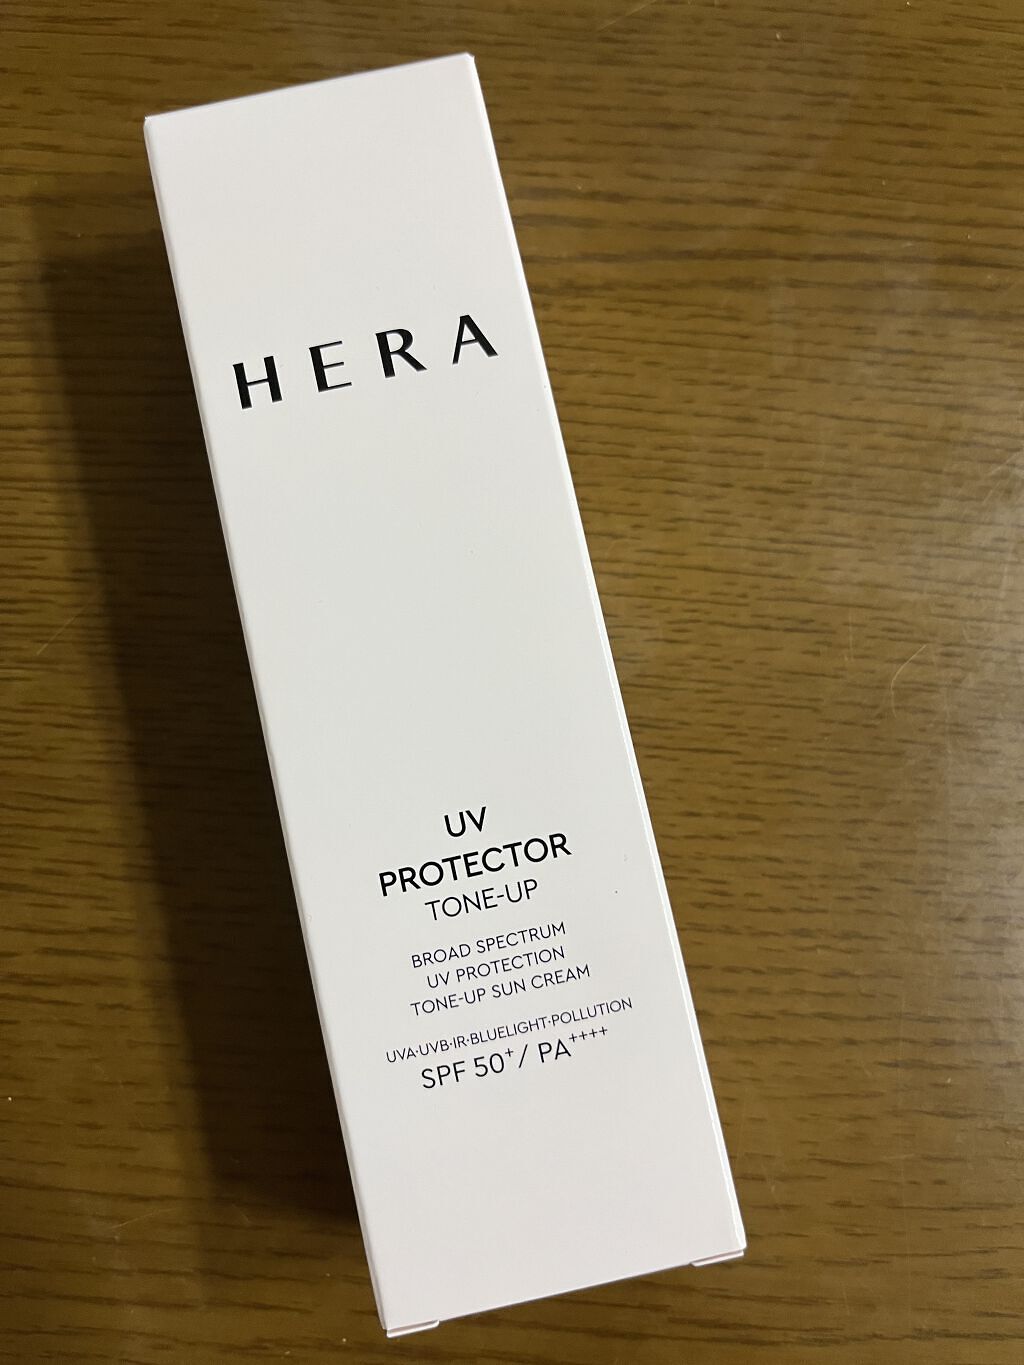 HERA
UV
PROTECTOR
TONE-UP
BROAD SPECTRUM
UV PROTECTION
TONE-UP SUN CREAM
UVA·UVB·IR·BLUELIGHT·POLLUTION
SPF 50⁺/ PA⁺⁺⁺⁺